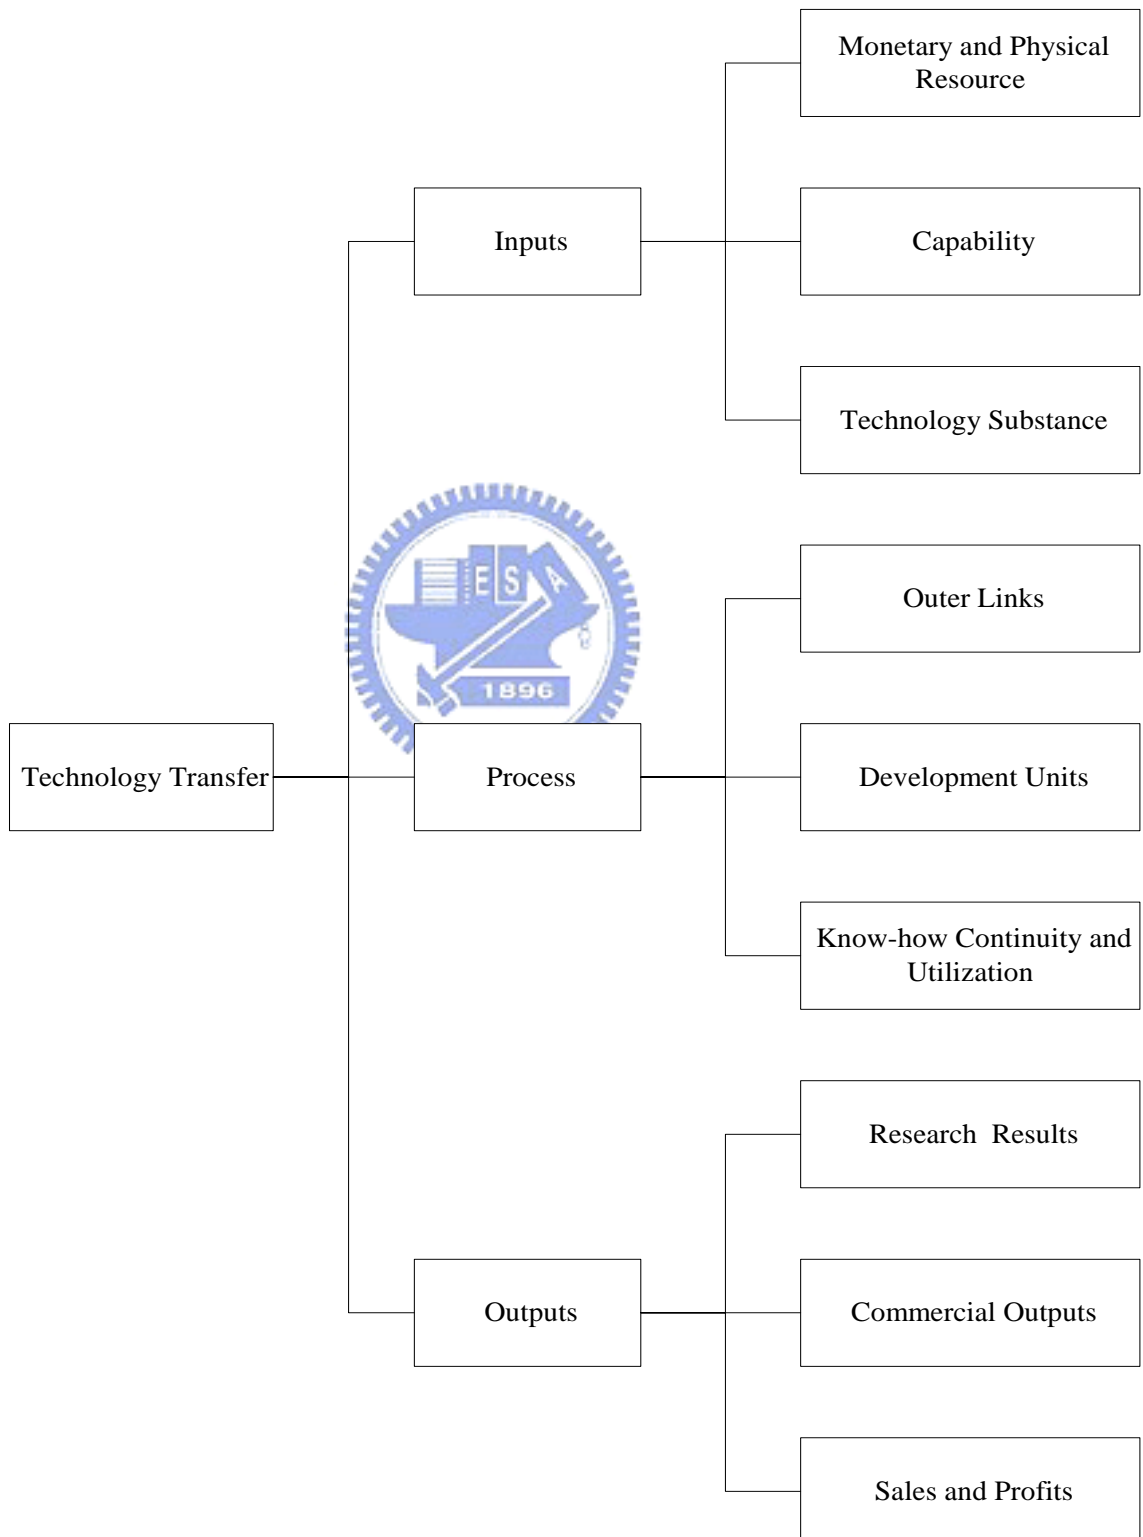 Monetary and Physical
Resource
Inputs
Capability
Technology Substance
E S A
1896
Outer Links
Technology Transfer
Process
Development Units
Know-how Continuity and
Utilization
Research Results
Outputs
Commercial Outputs
Sales and Profits